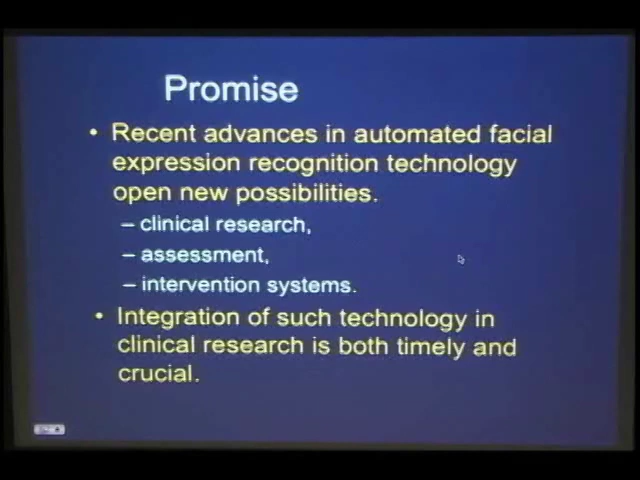 Promise
• Recent advances in automated facial
expression recognition technology
open new possibilities.
– clinical research,
– assessment,
– intervention systems.
• Integration of such technology in
clinical research is both timely and
crucial.